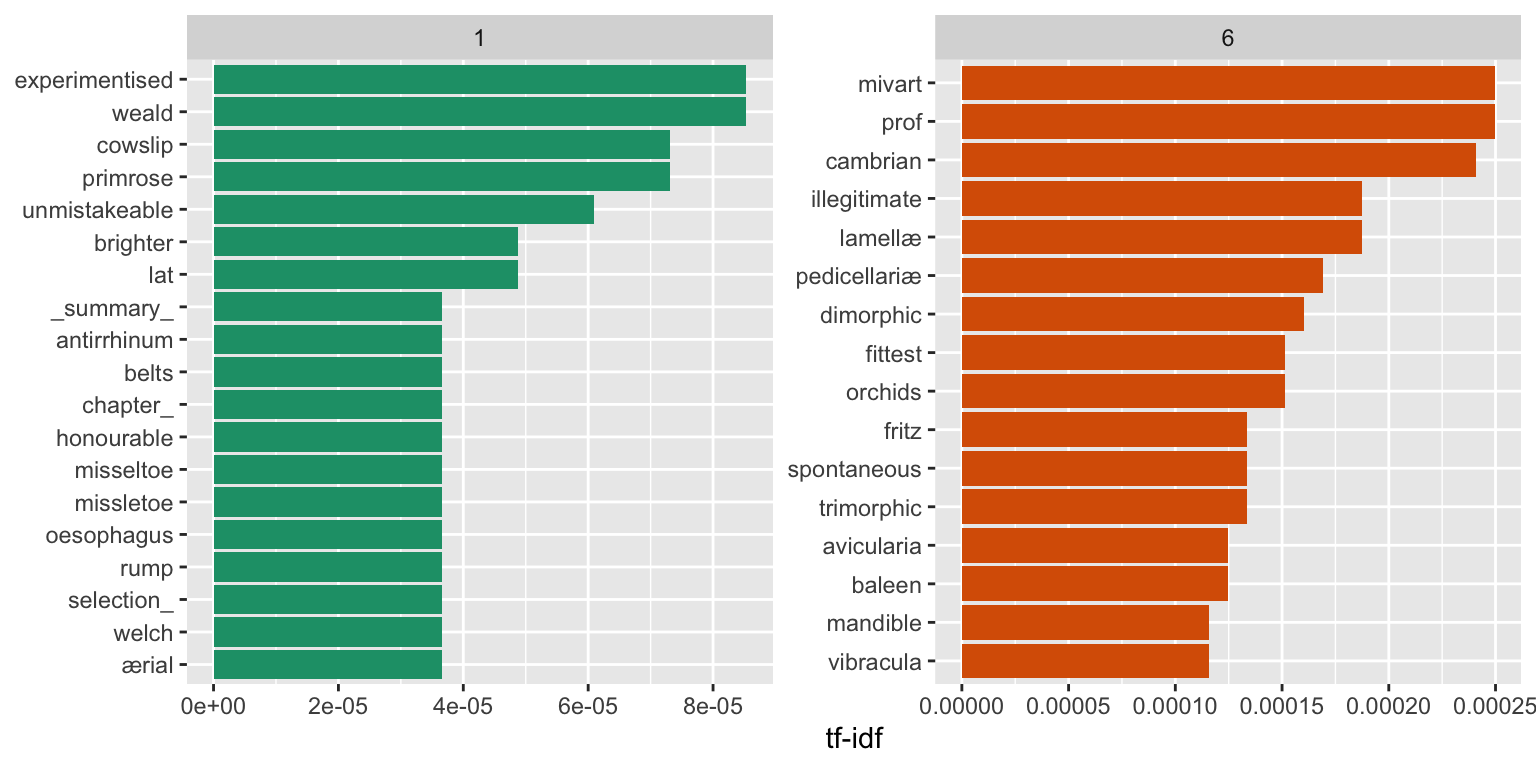 1
experimentised
weald
cowslip
primrose
unmistakeable
brighter
lat
_summary_
antirrhinum
belts
chapter_
honourable
misseltoe
missletoe
oesophagus
rump
selection_
welch
ærial
0e+00 2e-05 4e-05 6e-05 8e-05
6
mivart
prof
cambrian
illegitimate
lamellæ
pedicellariæ
dimorphic
fittest
orchids
fritz
spontaneous
trimorphic
avicularia
baleen
mandible
vibracula
0.00000 0.00005 0.00010 0.00015 0.00020 0.00025
tf-idf